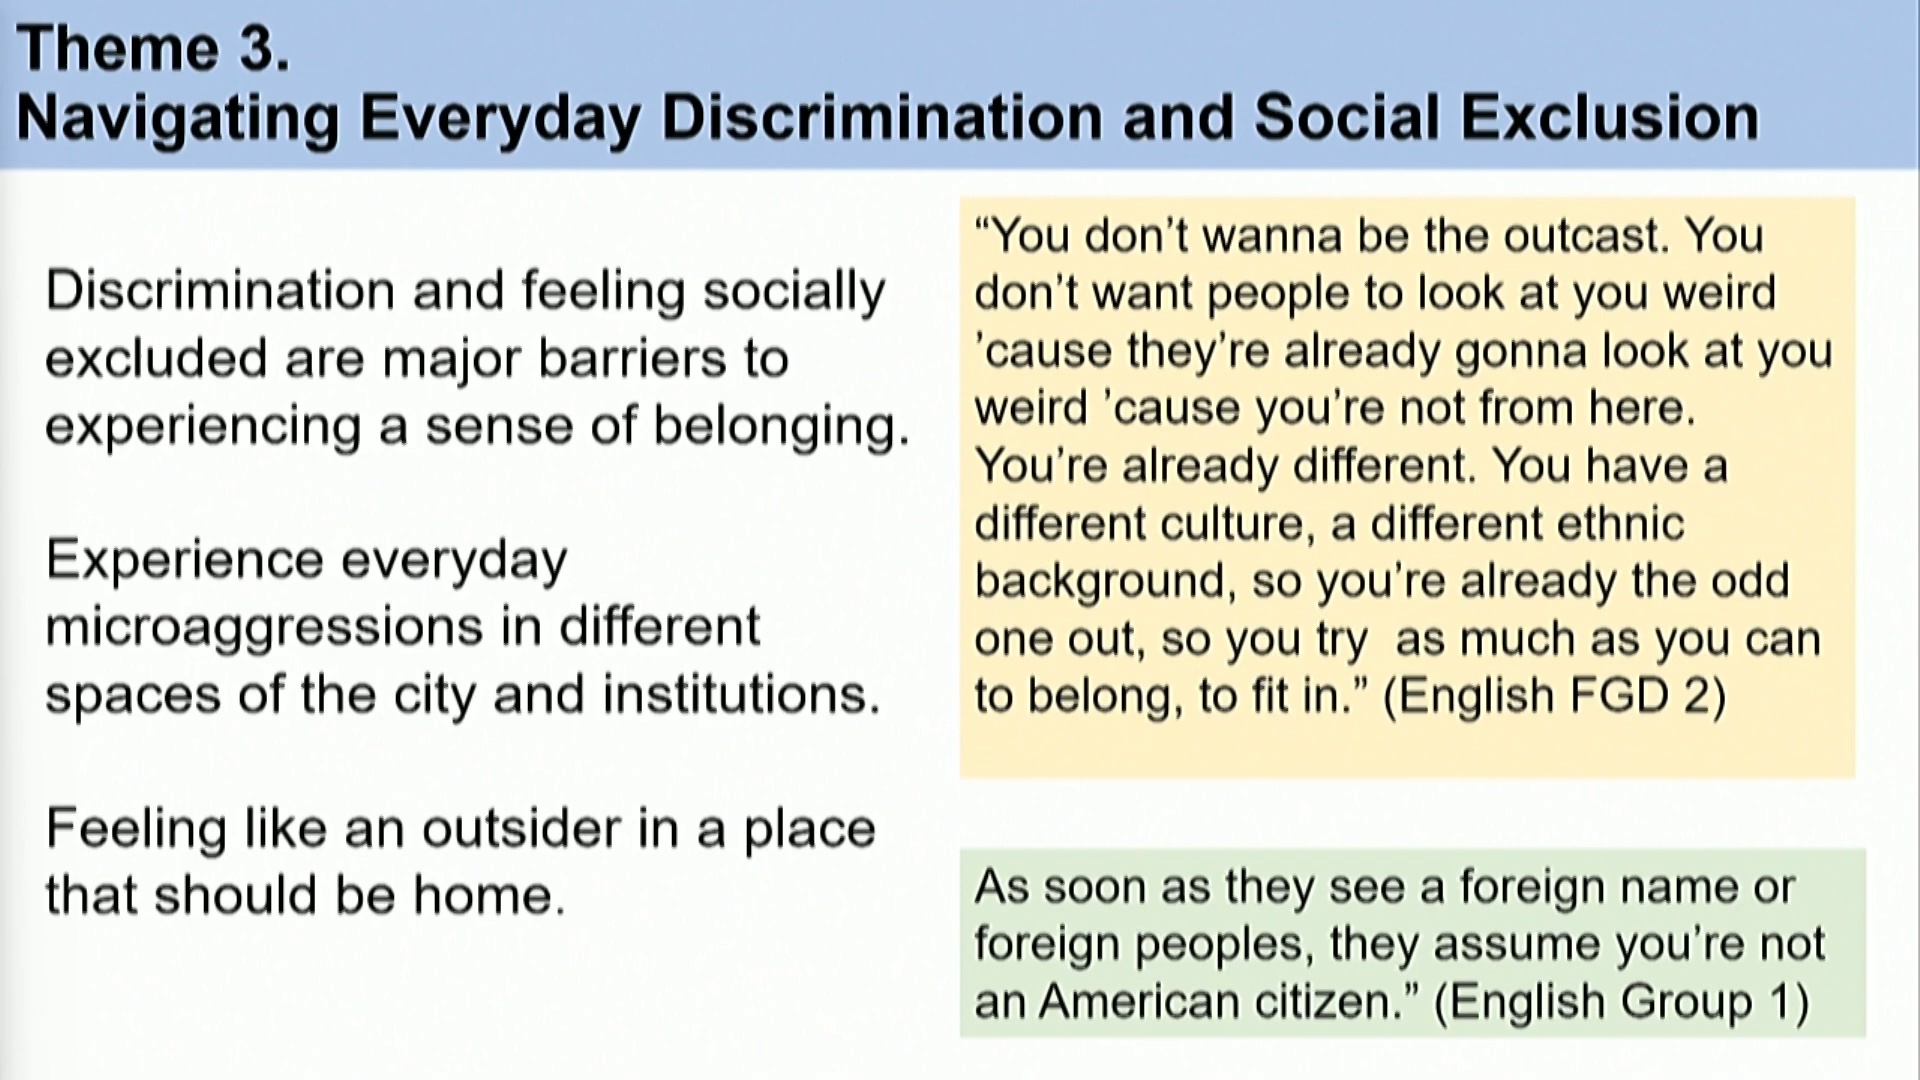 Theme 3.
Navigating Everyday Discrimination and Social Exclusion
Discrimination and feeling socially
excluded are major barriers to
experiencing a sense of belonging.
Experience everyday
microaggressions in different
spaces of the city and institutions.
Feeling like an outsider in a place
that should be home.
“You don’t wanna be the outcast. You
don’t want people to look at you weird
’cause they’re already gonna look at you
weird ’cause you’re not from here.
You’re already different. You have a
different culture, a different ethnic
background, so you’re already the odd
one out, so you try  as much as you can
to belong, to fit in.” (English FGD 2)
As soon as they see a foreign name or
foreign peoples, they assume you’re not
an American citizen.” (English Group 1)